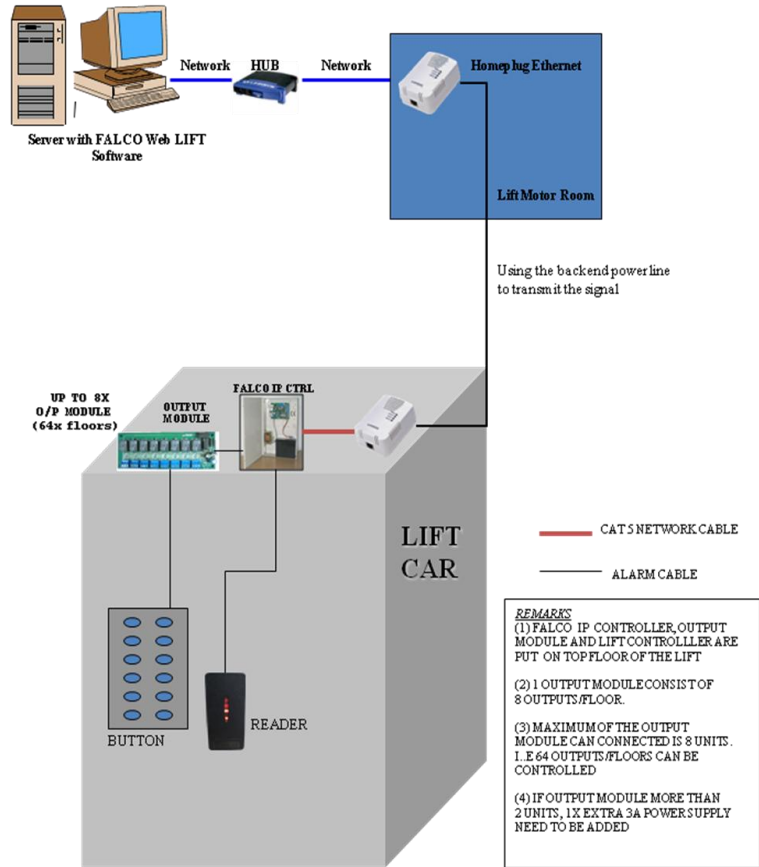 Network
HUB
Network
Homeplug Ethernet
Server with FALCO Web LIFT
Software
Lift Motor Room
Using the backend power line
to transmit the signal
UP TO 8X
O/P MODULE
(64x floors)
OUTPUT
MODULE
FALCO IP CTRL
LIFT
CAR
CAT 5 NETWORK CABLE
ALARM CABLE
BUTTON
READER
REMARKS
(1) FALCO IP CONTROLLER, OUTPUT
MODULE AND LIFT CONTROLLLER ARE
PUT ON TOP FLOOR OF THE LIFT
(2) 1 OUTPUT MODULE CONSIST OF
8 OUTPUTS/FLOOR.
(3) MAXIMUM OF THE OUTPUT
MODULE CAN CONNECTED IS 8 UNITS.
I..E 64 OUTPUTS/FLOORS CAN BE
CONTROLLED
(4) IF OUTPUT MODULE MORE THAN
2 UNITS, 1X EXTRA 3A POWER SUPPLY
NEED TO BE ADDED